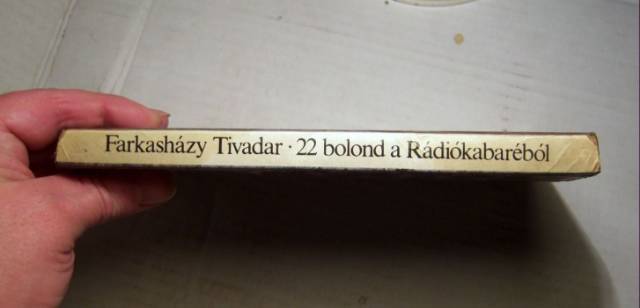 Farkasházy Tivadar · 22 bolond a Rádiókabaréból